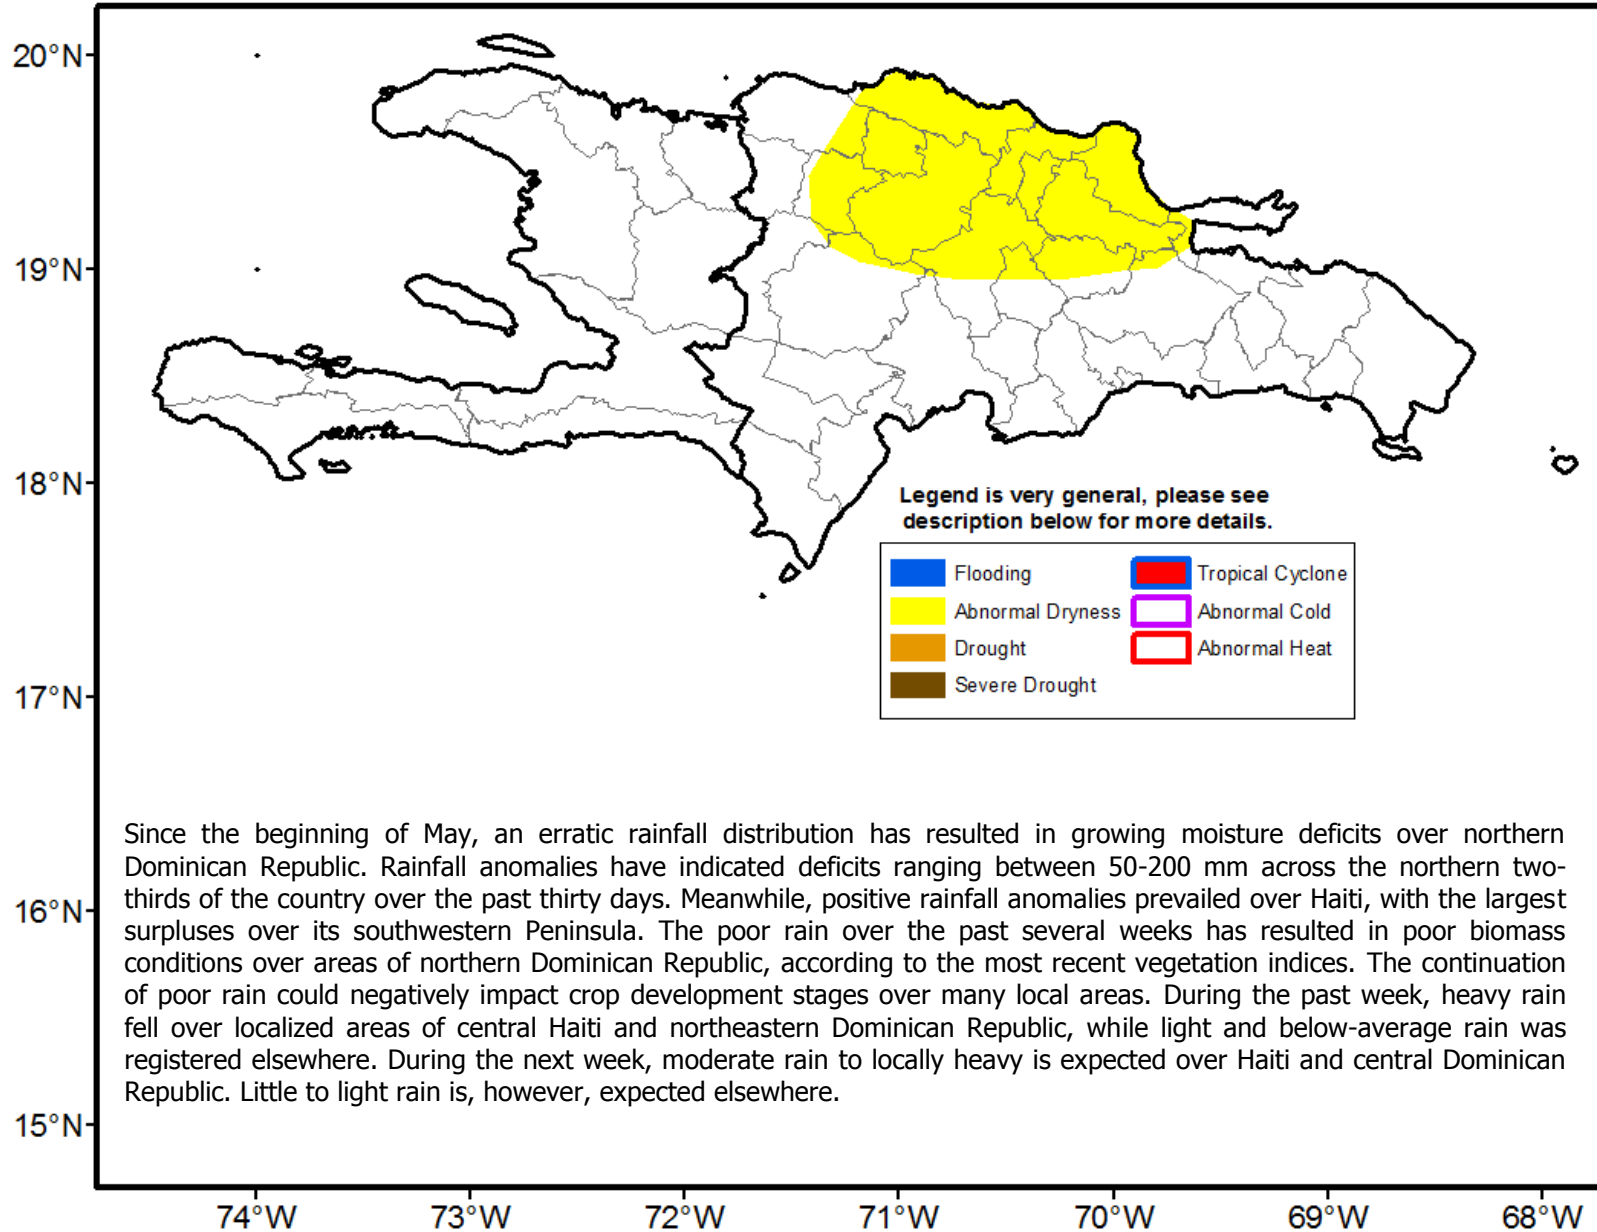 20°N
19°N
18°N
Legend is very general, please see
description below for more details.
Flooding
Tropical Cyclone
Abnormal Dryness
Abnormal Cold
Drought
Abnormal Heat
Severe Drought
17°N
Since the beginning of May, an erratic rainfall distribution has resulted in growing moisture deficits over northern
Dominican Republic. Rainfall anomalies have indicated deficits ranging between 50-200 mm across the northern two-
thirds of the country over the past thirty days. Meanwhile, positive rainfall anomalies prevailed over Haiti, with the largest
16°N
surpluses over its southwestern Peninsula. The poor rain over the past several weeks has resulted in poor biomass
conditions over areas of northern Dominican Republic, according to the most recent vegetation indices. The continuation
of poor rain could negatively impact crop development stages over many local areas. During the past week, heavy rain
fell over localized areas of central Haiti and northeastern Dominican Republic, while light and below-average rain was
registered elsewhere. During the next week, moderate rain to locally heavy is expected over Haiti and central Dominican
Republic. Little to light rain is, however, expected elsewhere.
15°N
74°W 73°W 72°W 71°W 70°W 69°W 68°W